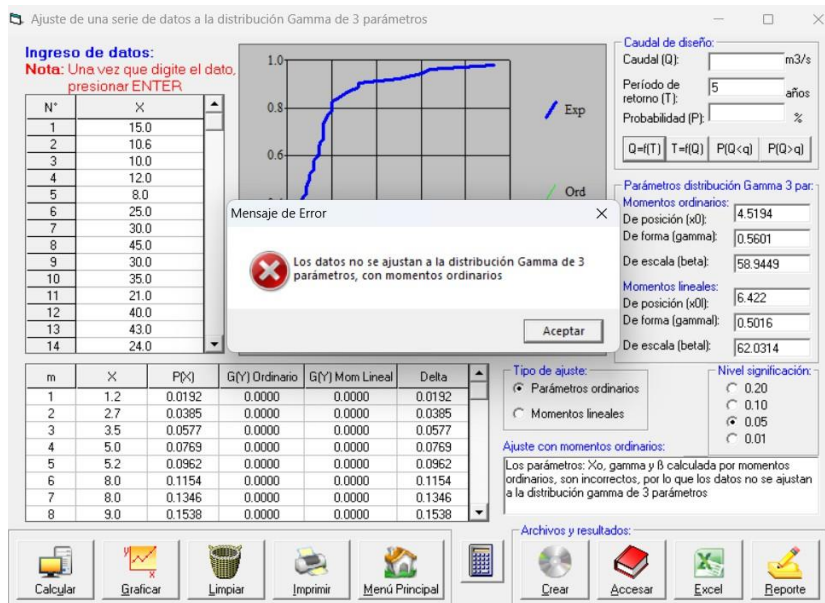 Ajuste de una serie de datos a la distribución Gamma de 3 parámetros
Ingreso de datos:
Nota: Una vez que digite el dato,
presionar ENTER
N° X
1 15.0
2 10.6
3 10.0
4 12.0
5 8.0
6 25.0
7 30.0
8 45.0
9 30.0
10 35.0
11 21.0
12 40.0
13 43.0
14 24.0
1.0
0.8
0.6
Exp
Ord
Caudal de diseño:
Caudal (Q): m3/s
Período de
retorno (T): 5 años
Probabilidad (P): %
Q=f(T) T=f(Q) P(Q<q) P(Q>q)
Parámetros distribución Gamma 3 par:
Momentos ordinarios:
De posición (x0): 4.5194
De forma (gamma): 0.5601
De escala (beta): 58.9449
Momentos lineales:
De posición (x0l): 6.422
De forma (gammal): 0.5016
De escala (betal): 62.0314
Mensaje de Error
Los datos no se ajustan a la distribución Gamma de 3
parámetros, con momentos ordinarios
Aceptar
m X P(X) G(Y) Ordinario G(Y) Mom Lineal Delta
1 1.2 0.0192 0.0000 0.0000 0.0192
2 2.7 0.0385 0.0000 0.0000 0.0385
3 3.5 0.0577 0.0000 0.0000 0.0577
4 5.0 0.0769 0.0000 0.0000 0.0769
5 5.2 0.0962 0.0000 0.0000 0.0962
6 8.0 0.1154 0.0000 0.0000 0.1154
7 8.0 0.1346 0.0000 0.0000 0.1346
8 9.0 0.1538 0.0000 0.0000 0.1538
Tipo de ajuste:
Parámetros ordinarios
Momentos lineales
Nivel significación:
0.20
0.10
0.05
0.01
Ajuste con momentos ordinarios:
Los parámetros: Xo, gamma y ß calculada por momentos
ordinarios, son incorrectos, por lo que los datos no se ajustan
a la distribución gamma de 3 parámetros
Calcular Graficar Limpiar Imprimir Menú Principal
Archivos y resultados:
Crear Accesar Excel Reporte